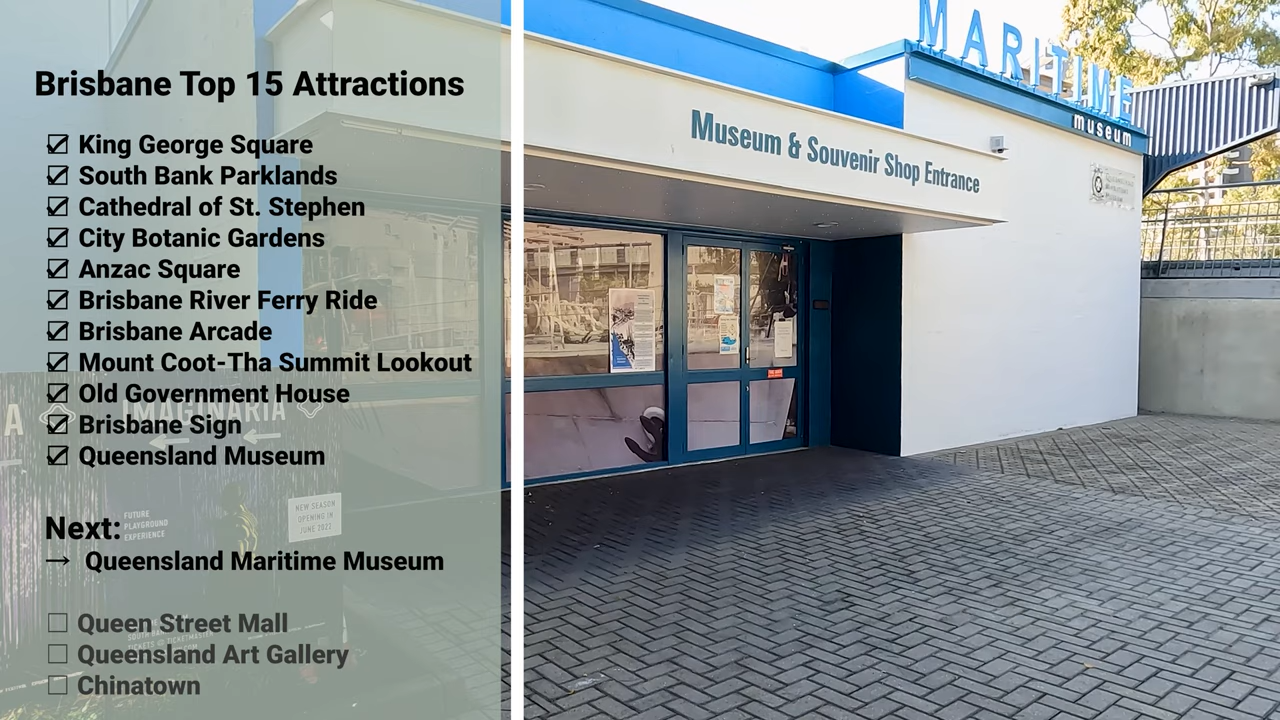 Brisbane Top 15 Attractions
King George Square
South Bank Parklands
Cathedral of St. Stephen
City Botanic Gardens
Anzac Square
Brisbane River Ferry Ride
Brisbane Arcade
Mount Coot-Tha Summit Lookout
Old Government House
Brisbane Sign
Queensland Museum
Next:
→ Queensland Maritime Museum
Queen Street Mall
Queensland Art Gallery
Chinatown
IMAGINARIA
FUTURE
PLAYGROUND
EXPERIENCE
NEW SEASON
OPENING IN
JUNE 2021
MARITIME
museum
Museum & Souvenir Shop Entrance